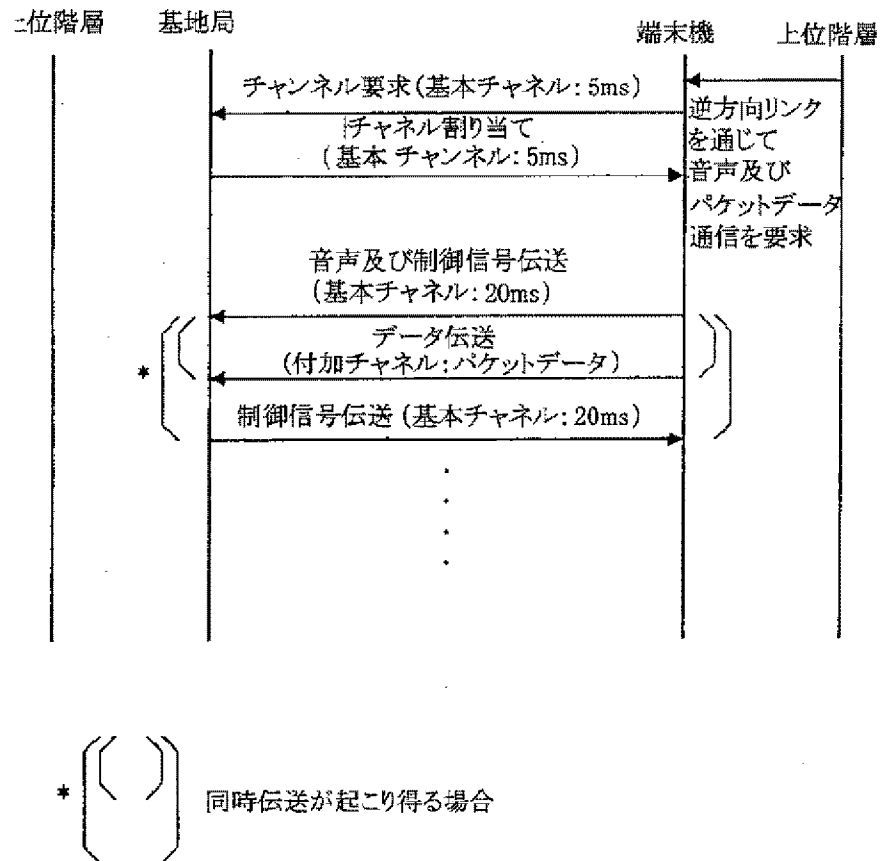 上位階層
基地局
端末機
上位階層
チャンネル要求(基本チャネル:5ms)
チャネル割り当て
(基本 チャンネル:5ms)
逆方向リンク
を通じて
音声及び
パケットデータ
通信を要求
音声及び制御信号伝送
(基本チャネル:20ms)
データ伝送
(付加チャネル:パケットデータ)
*
制御信号伝送 (基本チャネル:20ms)
* 同時伝送が起こり得る場合